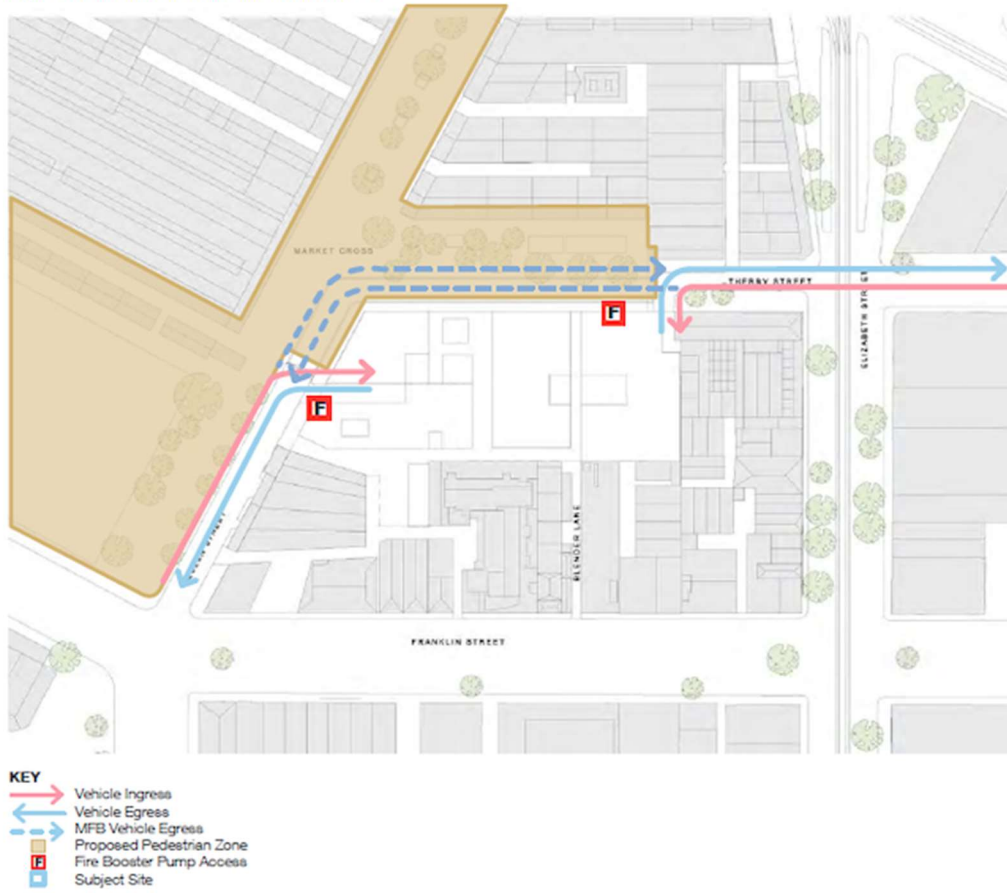 MARKET CROSS
F
THERRY STREET
ELIZABETH STREET
F
BLENDER LANE
STREET
FRANKLIN STREET
KEY
Vehicle Ingress
Vehicle Egress
MFB Vehicle Egress
Proposed Pedestrian Zone
F Fire Booster Pump Access
Subject Site